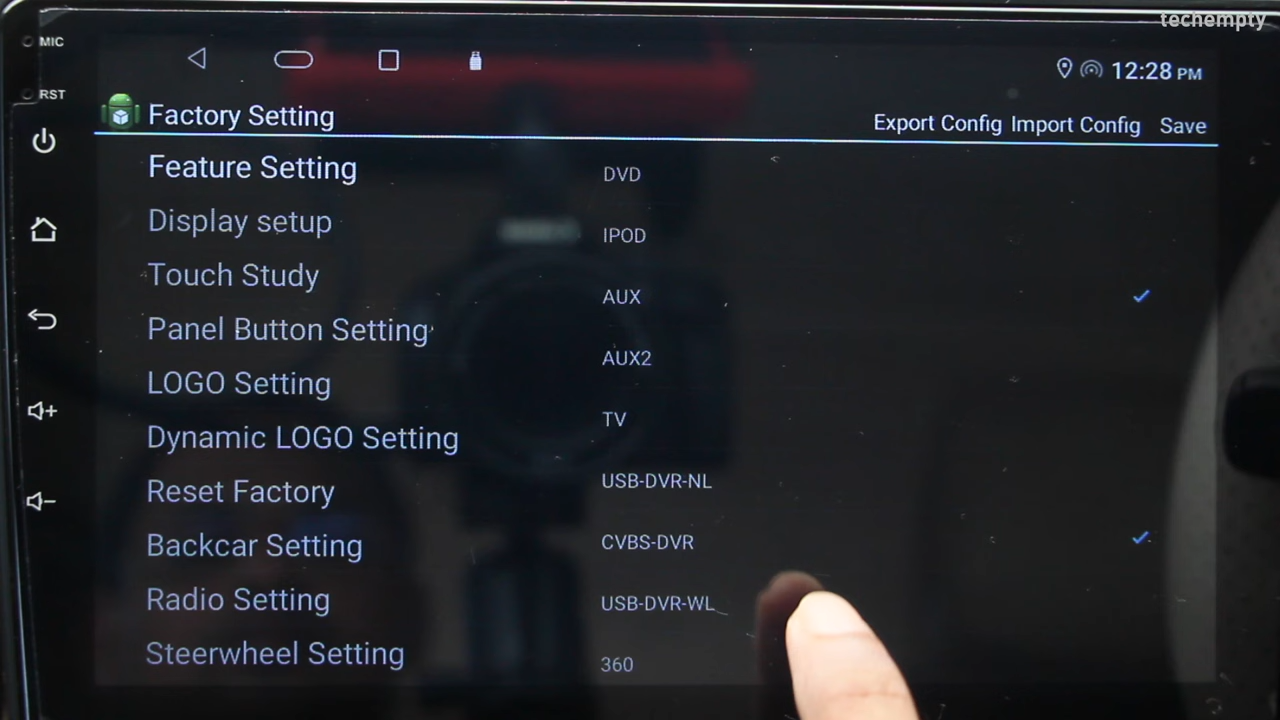 techempty
MIC
RST
12:28 PM
Factory Setting
Export Config Import Config Save
Feature Setting
Display setup
Touch Study
Panel Button Setting
LOGO Setting
Dynamic LOGO Setting
Reset Factory
Backcar Setting
Radio Setting
Steerwheel Setting
DVD
IPOD
AUX
AUX2
TV
USB-DVR-NL
CVBS-DVR
USB-DVR-WL
360